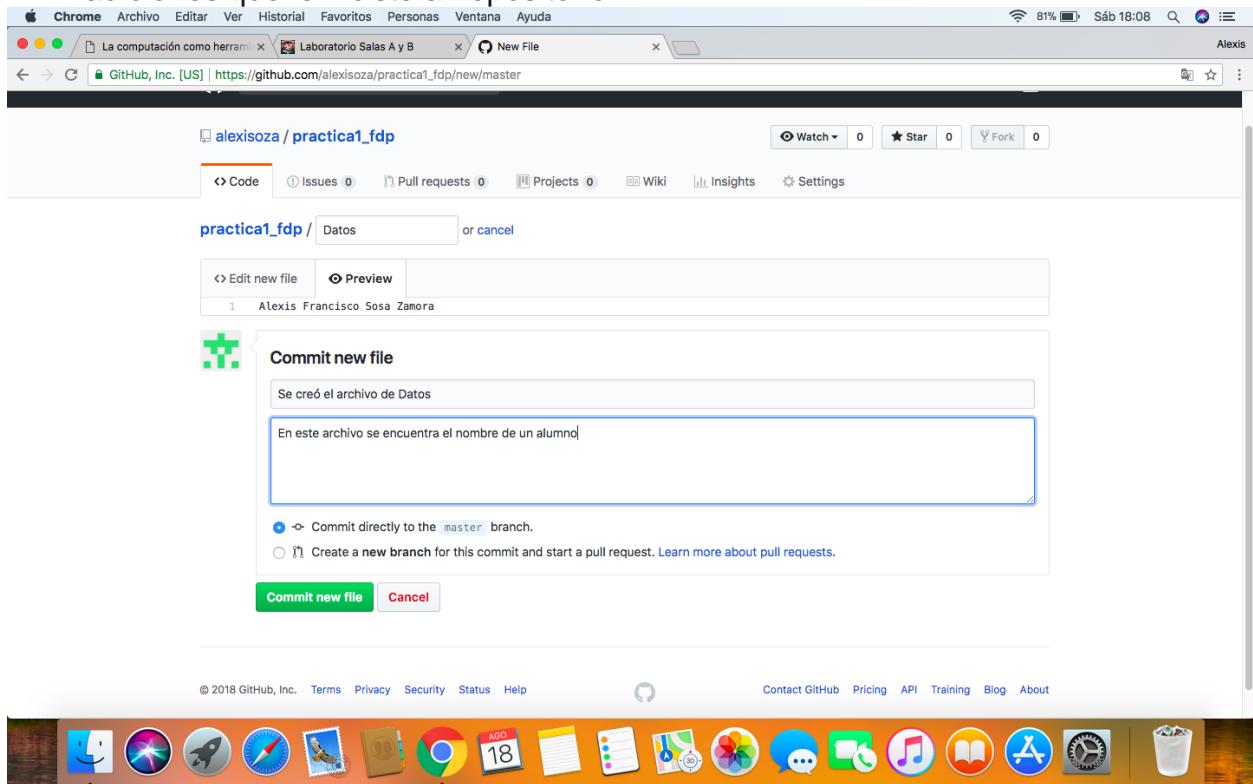 Chrome Archivo Editar Ver Historial Favoritos Personas Ventana Ayuda 81% Sáb 18:08
La computación como herrami Laboratorio Salas A y B New File Alexis
GitHub, Inc. [US] https://github.com/alexisoza/practica1_fdp/new/master
alexisoza / practica1_fdp Watch 0 Star 0 Fork 0
Code Issues 0 Pull requests 0 Projects 0 Wiki Insights Settings
practica1_fdp / Datos or cancel
Edit new file Preview
1 Alexis Francisco Sosa Zamora
Commit new file
Se creó el archivo de Datos
En este archivo se encuentra el nombre de un alumno
Commit directly to the master branch.
Create a new branch for this commit and start a pull request. Learn more about pull requests.
Commit new file Cancel
© 2018 GitHub, Inc. Terms Privacy Security Status Help Contact GitHub Pricing API Training Blog About
AGO
18
3D